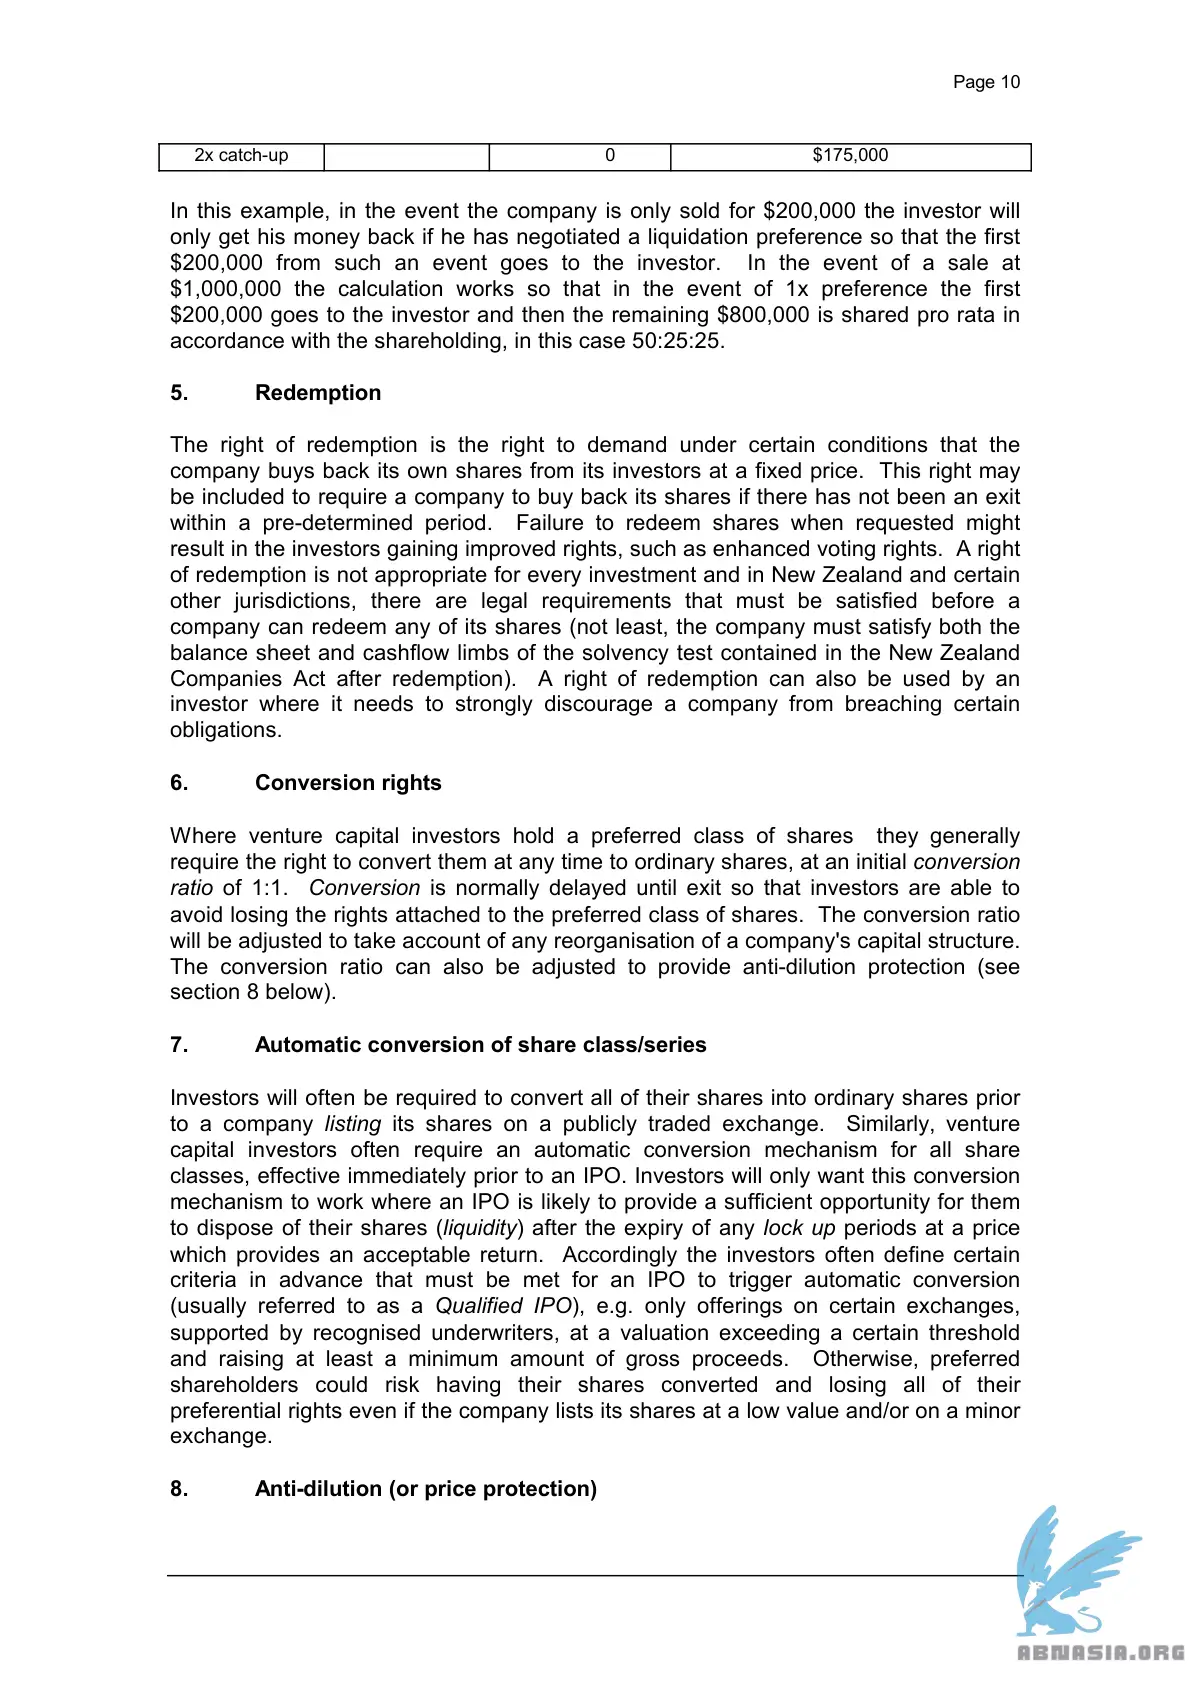 Page 10
2x catch-up 0 $175,000
In this example, in the event the company is only sold for $200,000 the investor will
only get his money back if he has negotiated a liquidation preference so that the first
$200,000 from such an event goes to the investor.  In the event of a sale at
$1,000,000 the calculation works so that in the event of 1x preference the first
$200,000 goes to the investor and then the remaining $800,000 is shared pro rata in
accordance with the shareholding, in this case 50:25:25.
5. Redemption
The right of redemption is the right to demand under certain conditions that the
company buys back its own shares from its investors at a fixed price.  This right may
be included to require a company to buy back its shares if there has not been an exit
within a pre-determined period.  Failure to redeem shares when requested might
result in the investors gaining improved rights, such as enhanced voting rights.  A right
of redemption is not appropriate for every investment and in New Zealand and certain
other jurisdictions, there are legal requirements that must be satisfied before a
company can redeem any of its shares (not least, the company must satisfy both the
balance sheet and cashflow limbs of the solvency test contained in the New Zealand
Companies Act after redemption).  A right of redemption can also be used by an
investor where it needs to strongly discourage a company from breaching certain
obligations.
6. Conversion rights
Where venture capital investors hold a preferred class of shares  they generally
require the right to convert them at any time to ordinary shares, at an initial conversion
ratio of 1:1.  Conversion is normally delayed until exit so that investors are able to
avoid losing the rights attached to the preferred class of shares.  The conversion ratio
will be adjusted to take account of any reorganisation of a company's capital structure.
The conversion ratio can also be adjusted to provide anti-dilution protection (see
section 8 below).
7. Automatic conversion of share class/series
Investors will often be required to convert all of their shares into ordinary shares prior
to a company listing its shares on a publicly traded exchange.  Similarly, venture
capital investors often require an automatic conversion mechanism for all share
classes, effective immediately prior to an IPO. Investors will only want this conversion
mechanism to work where an IPO is likely to provide a sufficient opportunity for them
to dispose of their shares (liquidity) after the expiry of any lock up periods at a price
which provides an acceptable return.  Accordingly the investors often define certain
criteria in advance that must be met for an IPO to trigger automatic conversion
(usually referred to as a Qualified IPO), e.g. only offerings on certain exchanges,
supported by recognised underwriters, at a valuation exceeding a certain threshold
and raising at least a minimum amount of gross proceeds.  Otherwise, preferred
shareholders could risk having their shares converted and losing all of their
preferential rights even if the company lists its shares at a low value and/or on a minor
exchange.
8. Anti-dilution (or price protection)
ABNASIA.ORG